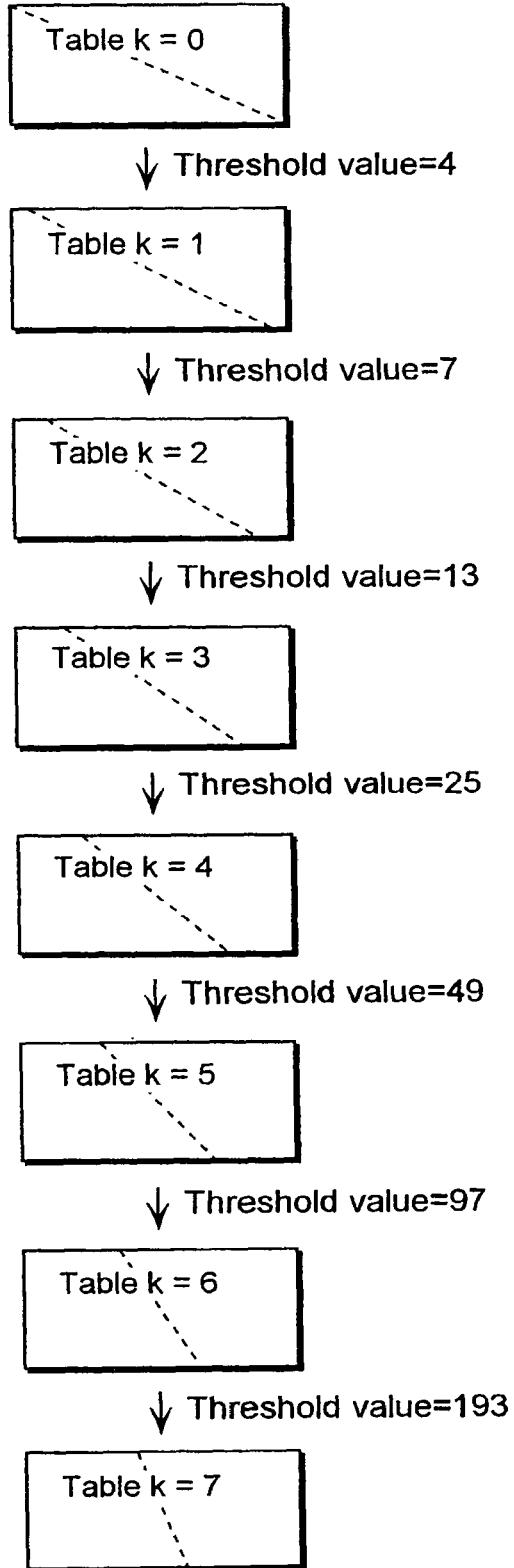 Table k = 0
Threshold value=4
Table k = 1
Threshold value=7
Table k = 2
Threshold value=13
Table k = 3
Threshold value=25
Table k = 4
Threshold value=49
Table k = 5
Threshold value=97
Table k = 6
Threshold value=193
Table k = 7